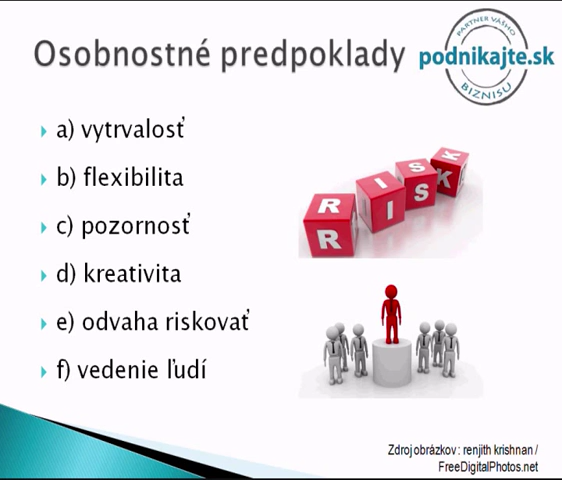 Osobnostné predpoklady
PARTNER VÁŠHO
podnikajte.sk
BIZNISU
a) vytrvalosť
b) flexibilita
c) pozornosť
d) kreativita
e) odvaha riskovať
f) vedenie ľudí
R I S K
R I S K
Zdroj obrázkov : renjith krishnan /
FreeDigitalPhotos.net